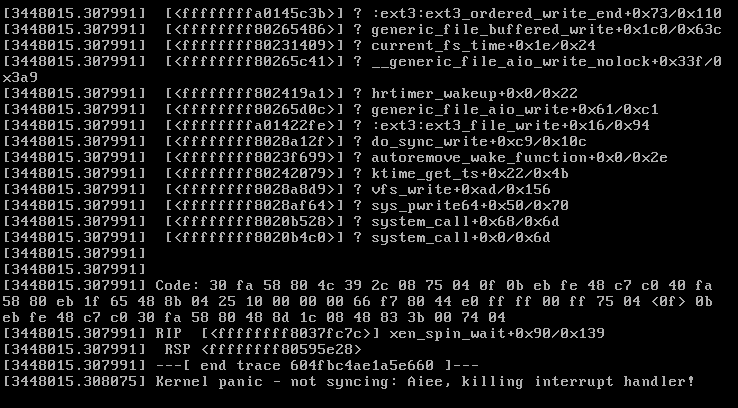 [3448015.307991]  [<ffffffffa0145c3b>] ? :ext3:ext3_ordered_write_end+0x73/0x110
[3448015.307991]  [<ffffffff80265486>] ? generic_file_buffered_write+0x1c0/0x63c
[3448015.307991]  [<ffffffff80231409>] ? current_fs_time+0x1e/0x24
[3448015.307991]  [<ffffffff80265c41>] ? __generic_file_aio_write_nolock+0x33f/0
x3a9
[3448015.307991]  [<ffffffff802419a1>] ? hrtimer_wakeup+0x0/0x22
[3448015.307991]  [<ffffffff80265d0c>] ? generic_file_aio_write+0x61/0xc1
[3448015.307991]  [<ffffffffa01422fe>] ? :ext3:ext3_file_write+0x16/0x94
[3448015.307991]  [<ffffffff8028a12f>] ? do_sync_write+0xc9/0x10c
[3448015.307991]  [<ffffffff8023f699>] ? autoremove_wake_function+0x0/0x2e
[3448015.307991]  [<ffffffff80242079>] ? ktime_get_ts+0x22/0x4b
[3448015.307991]  [<ffffffff8028a8d9>] ? vfs_write+0xad/0x156
[3448015.307991]  [<ffffffff8028af64>] ? sys_pwrite64+0x50/0x70
[3448015.307991]  [<ffffffff8020b528>] ? system_call+0x68/0x6d
[3448015.307991]  [<ffffffff8020b4c0>] ? system_call+0x0/0x6d
[3448015.307991]
[3448015.307991]
[3448015.307991] Code: 30 fa 58 80 4c 39 2c 08 75 04 0f 0b eb fe 48 c7 c0 40 fa
58 80 eb 1f 65 48 8b 04 25 10 00 00 00 66 f7 80 44 e0 ff ff 00 ff 75 04 <0f> 0b
eb fe 48 c7 c0 30 fa 58 80 48 8d 1c 08 48 83 3b 00 74 04
[3448015.307991] RIP  [<ffffffff8037fc7c>] xen_spin_wait+0x90/0x139
[3448015.307991]  RSP <ffffffff80595e28>
[3448015.307991] ---[ end trace 604fbc4ae1a5e660 ]---
[3448015.308075] Kernel panic - not syncing: Aiee, killing interrupt handler!